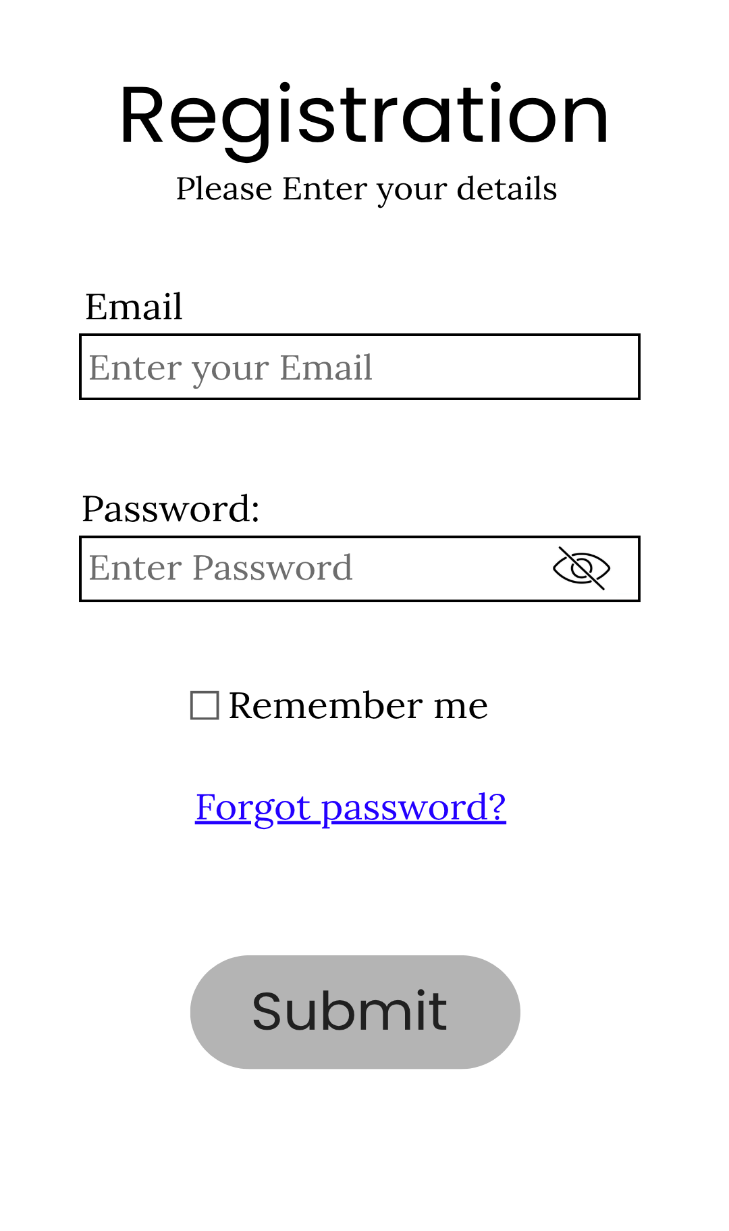 Registration
Please Enter your details
Email
Enter your Email
Password:
Enter Password
Remember me
Forgot password?
Submit